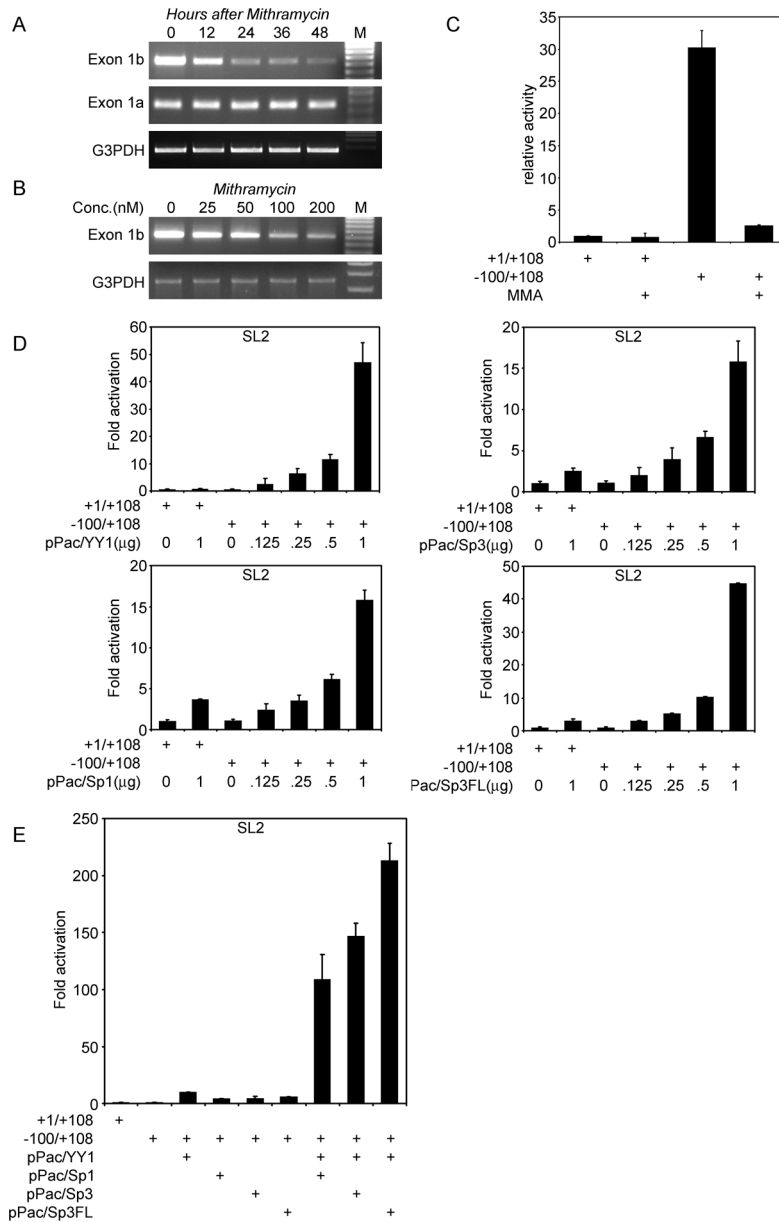 A
Hours after Mithramycin
0 12 24 36 48 M
Exon 1b
Exon 1a
G3PDH
B
Mithramycin
Conc.(nM) 0 25 50 100 200 M
Exon 1b
G3PDH
C
relative activity
35
30
25
20
15
10
5
0
+1/+108 + +
-100/+108 + +
MMA + +
D
SL2
Fold activation
60
50
40
30
20
10
0
+1/+108 + +
-100/+108 + + + + +
pPac/YY1(µg) 0 1 0 .125 .25 .5 1
SL2
Fold activation
20
15
10
5
0
+1/+108 + +
-100/+108 + + + + +
pPac/Sp3(µg) 0 1 0 .125 .25 .5 1
SL2
Fold activation
20
15
10
5
0
+1/+108 + +
-100/+108 + + + + +
pPac/Sp1(µg) 0 1 0 .125 .25 .5 1
SL2
Fold activation
50
40
30
20
10
0
+1/+108 + +
-100/+108 + + + + +
Pac/Sp3FL(µg) 0 1 0 .125 .25 .5 1
E
SL2
Fold activation
250
200
150
100
50
0
+1/+108 +
-100/+108 + + + + + + + +
pPac/YY1 + + + +
pPac/Sp1 + +
pPac/Sp3 + +
pPac/Sp3FL + +